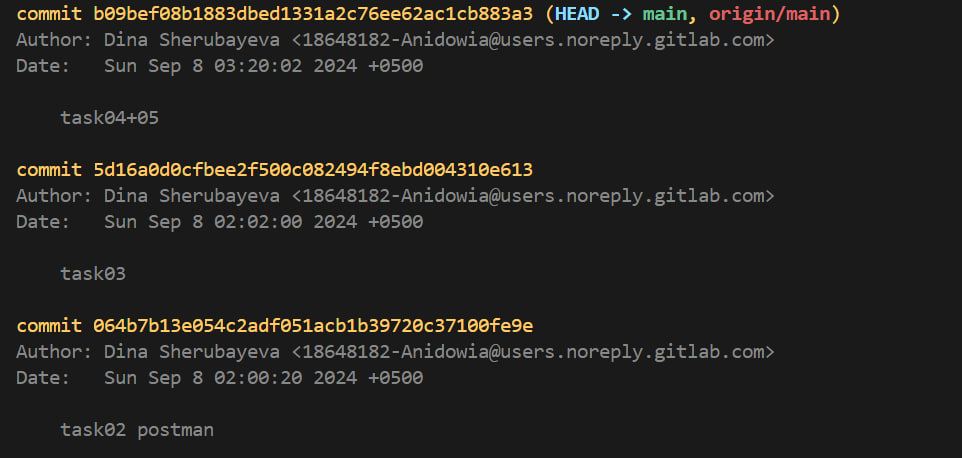 commit b09bef08b1883dbed1331a2c76ee62ac1cb883a3 (HEAD -> main, origin/main)
Author: Dina Sherubayeva <18648182-Anidowia@users.noreply.gitlab.com>
Date:   Sun Sep 8 03:20:02 2024 +0500
task04+05
commit 5d16a0d0cfbee2f500c082494f8ebd004310e613
Author: Dina Sherubayeva <18648182-Anidowia@users.noreply.gitlab.com>
Date:   Sun Sep 8 02:02:00 2024 +0500
task03
commit 064b7b13e054c2adf051acb1b39720c37100fe9e
Author: Dina Sherubayeva <18648182-Anidowia@users.noreply.gitlab.com>
Date:   Sun Sep 8 02:00:20 2024 +0500
task02 postman